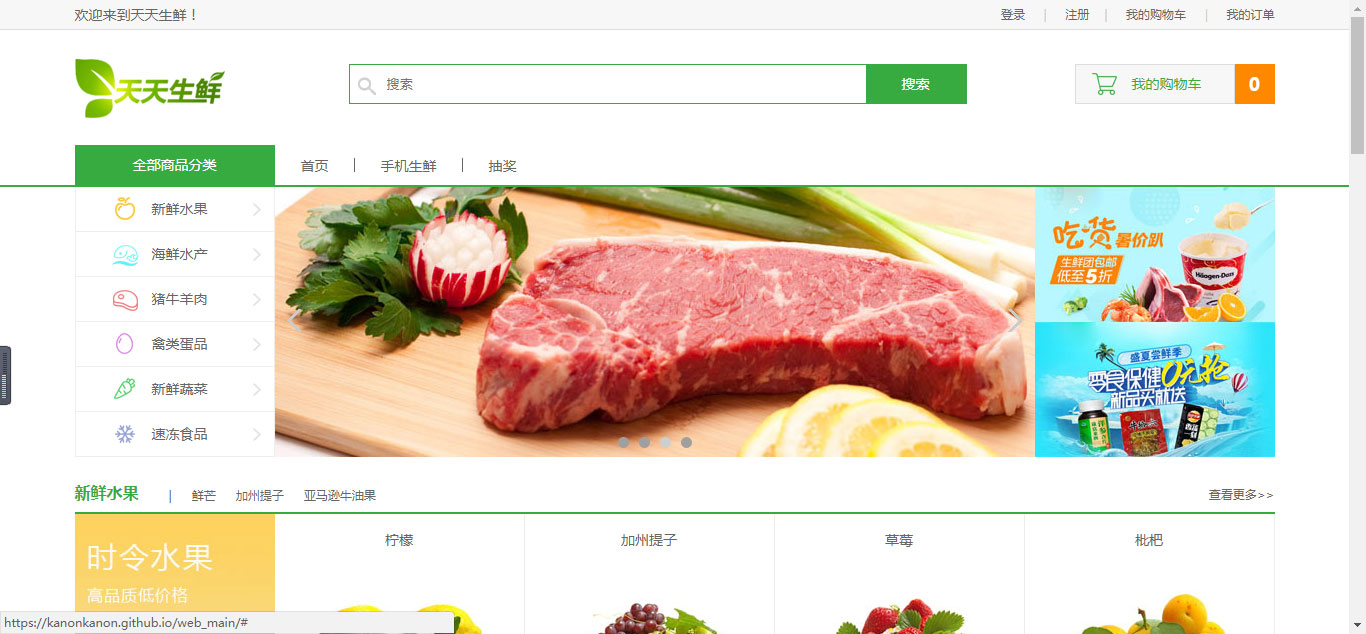 欢迎来到天天生鲜！
登录 | 注册 | 我的购物车 | 我的订单
天天生鲜
搜索 搜索
我的购物车 0
全部商品分类 首页 | 手机生鲜 | 抽奖
新鲜水果
海鲜水产
猪牛羊肉
禽类蛋品
新鲜蔬菜
速冻食品
吃货暑价趴
生鲜团包邮
低至5折
Häagen-Dazs
盛夏尝鲜季
零食保健0元抢
新品买就送
新鲜水果 | 鲜芒 加州提子 亚马逊牛油果 查看更多>>
时令水果
高品质低价格
柠檬 加州提子 草莓 枇杷
https://kanonkanon.github.io/web_main/#